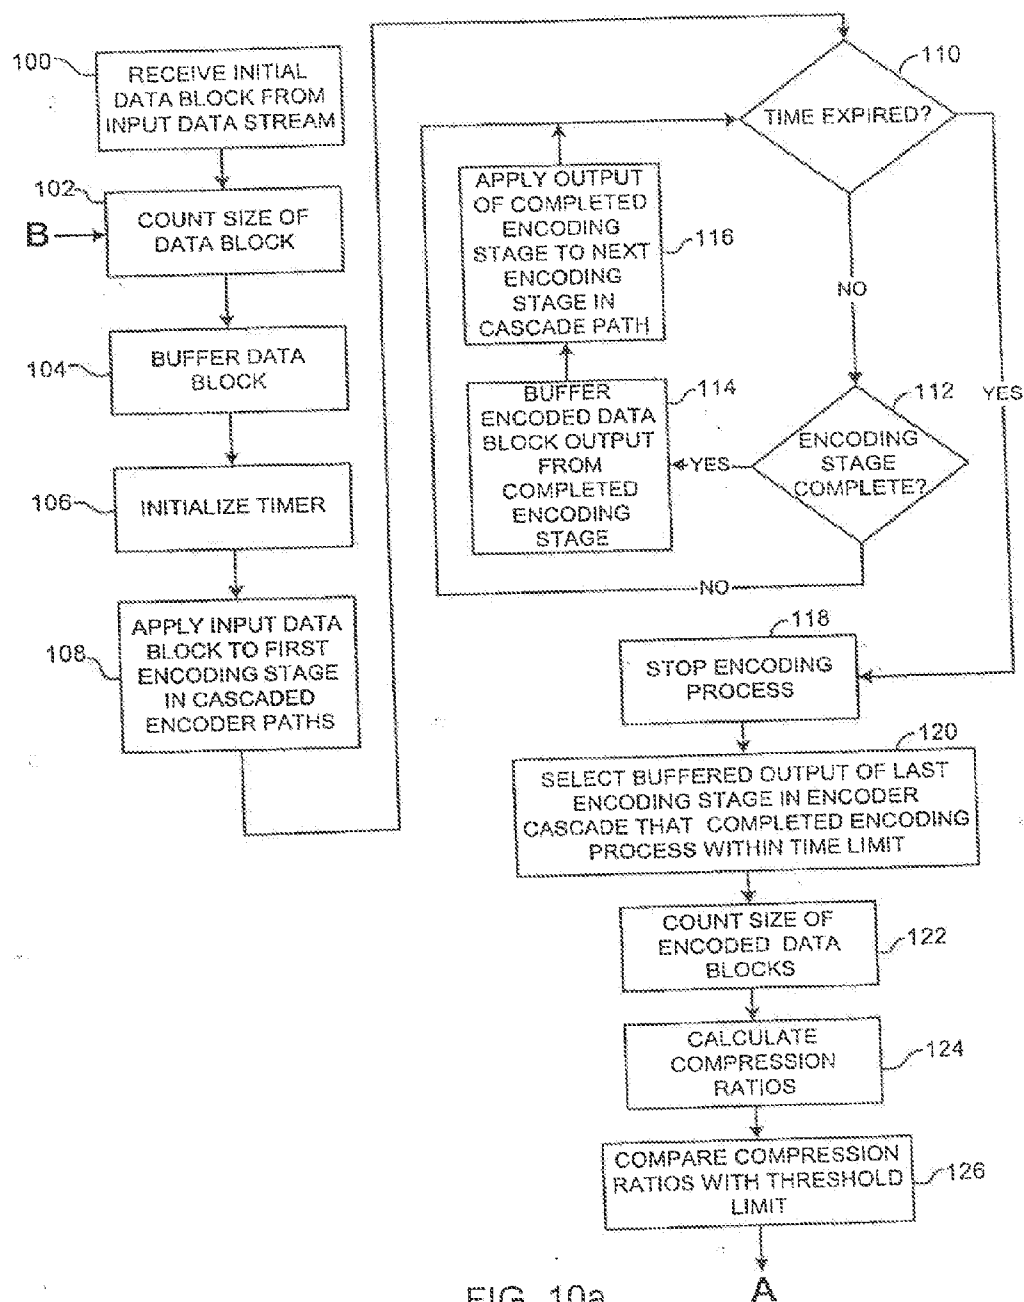 100
RECEIVE INITIAL
DATA BLOCK FROM
INPUT DATA STREAM
102
B
COUNT SIZE OF
DATA BLOCK
104
BUFFER DATA
BLOCK
106
INITIALIZE TIMER
108
APPLY INPUT DATA
BLOCK TO FIRST
ENCODING STAGE
IN CASCADED
ENCODER PATHS
110
TIME EXPIRED?
NO
YES
112
ENCODING
STAGE
COMPLETE?
YES
NO
114
BUFFER
ENCODED DATA
BLOCK OUTPUT
FROM
COMPLETED
ENCODING
STAGE
116
APPLY OUTPUT
OF COMPLETED
ENCODING
STAGE TO NEXT
ENCODING
STAGE IN
CASCADE PATH
118
STOP ENCODING
PROCESS
120
SELECT BUFFERED OUTPUT OF LAST
ENCODING STAGE IN ENCODER
CASCADE THAT COMPLETED ENCODING
PROCESS WITHIN TIME LIMIT
122
COUNT SIZE OF
ENCODED DATA
BLOCKS
124
CALCULATE
COMPRESSION
RATIOS
126
COMPARE COMPRESSION
RATIOS WITH THRESHOLD
LIMIT
A
FIG. 10a